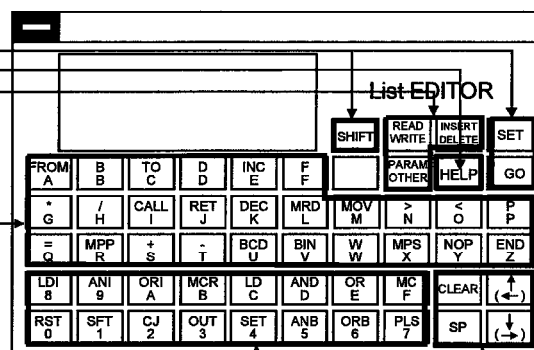 List EDITOR
SHIFT READ WRITE INSERT DELETE SET
PARAM OTHER HELP GO
FROM B TO D INC F
A B C D E F
* / CALL RET DEC MRD MOV > < P
G H I J K L M N O P
= MPP + - BCD BIN W MPS NOP END
Q R S T U V W X Y Z
LDI ANI ORI MCR LD AND OR MC CLEAR ↑
8 9 A B C D E F (←)
RST SFT CJ OUT SET ANB ORB PLS SP ↓
0 1 2 3 4 5 6 7 (→)